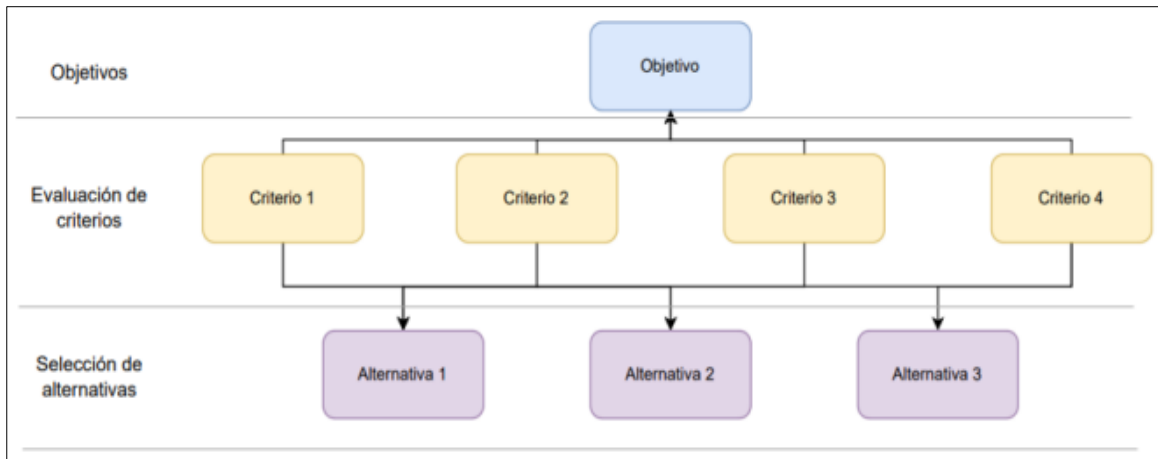 Objetivos
Objetivo
Evaluación de
criterios
Criterio 1
Criterio 2
Criterio 3
Criterio 4
Selección de
alternativas
Alternativa 1
Alternativa 2
Alternativa 3